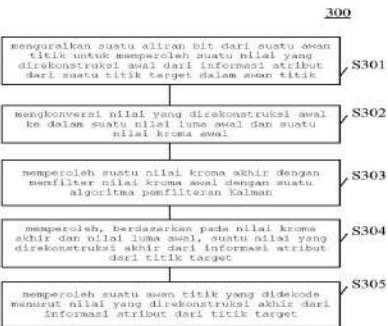 300
menguraikan suatu aliran bit dari suatu awan
titik untuk memperoleh suatu nilai yang
direkonstruksi awal dari informasi atribut
dari suatu titik target dalam awan titik
S301
mengkonversi nilai yang direkonstruksi awal
ke dalam suatu nilai luma awal dan suatu
nilai kroma awal
S302
memperoleh suatu nilai kroma akhir dengan
memfilter nilai kroma awal dengan suatu
algoritma pemfilteran Kalman
S303
memperoleh, berdasarkan pada nilai kroma
akhir dan nilai luma awal, suatu nilai yang
direkonstruksi akhir dari informasi atribut
dari titik target
S304
memperoleh suatu awan titik yang didekode
menurut nilai yang direkonstruksi akhir dari
informasi atribut dari titik target
S305